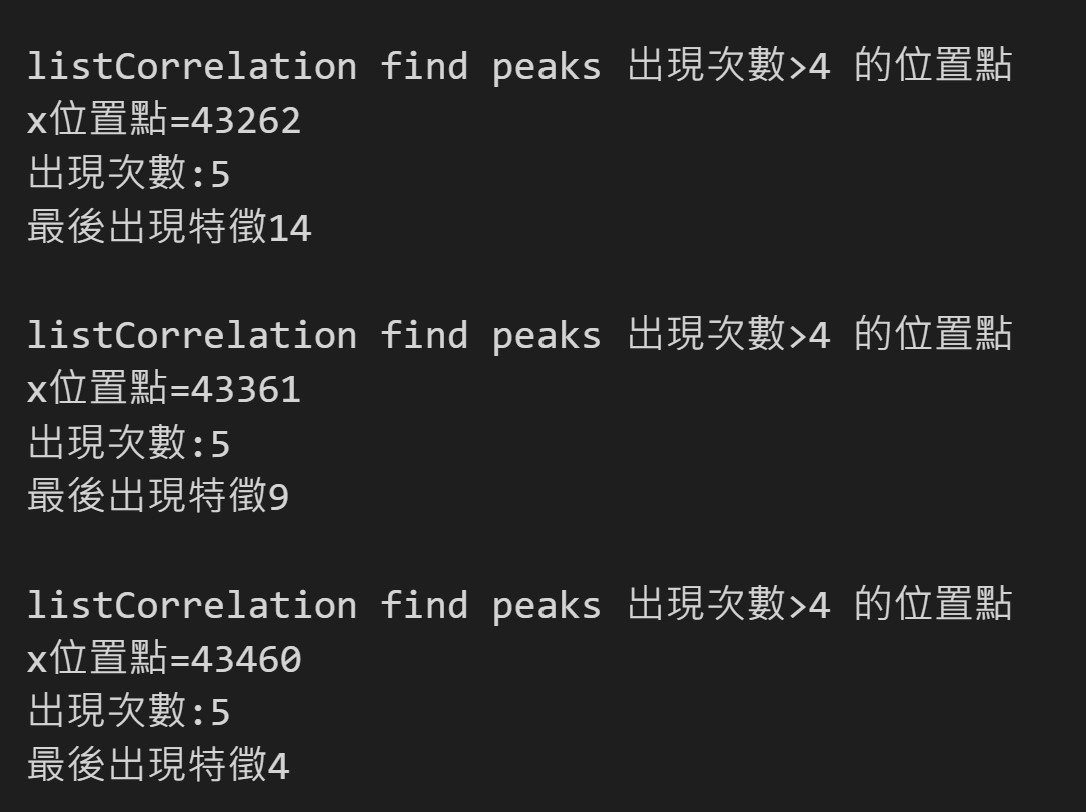 listCorrelation find peaks 出現次數>4 的位置點
x位置點=43262
出現次數:5
最後出現特徵14
listCorrelation find peaks 出現次數>4 的位置點
x位置點=43361
出現次數:5
最後出現特徵9
listCorrelation find peaks 出現次數>4 的位置點
x位置點=43460
出現次數:5
最後出現特徵4